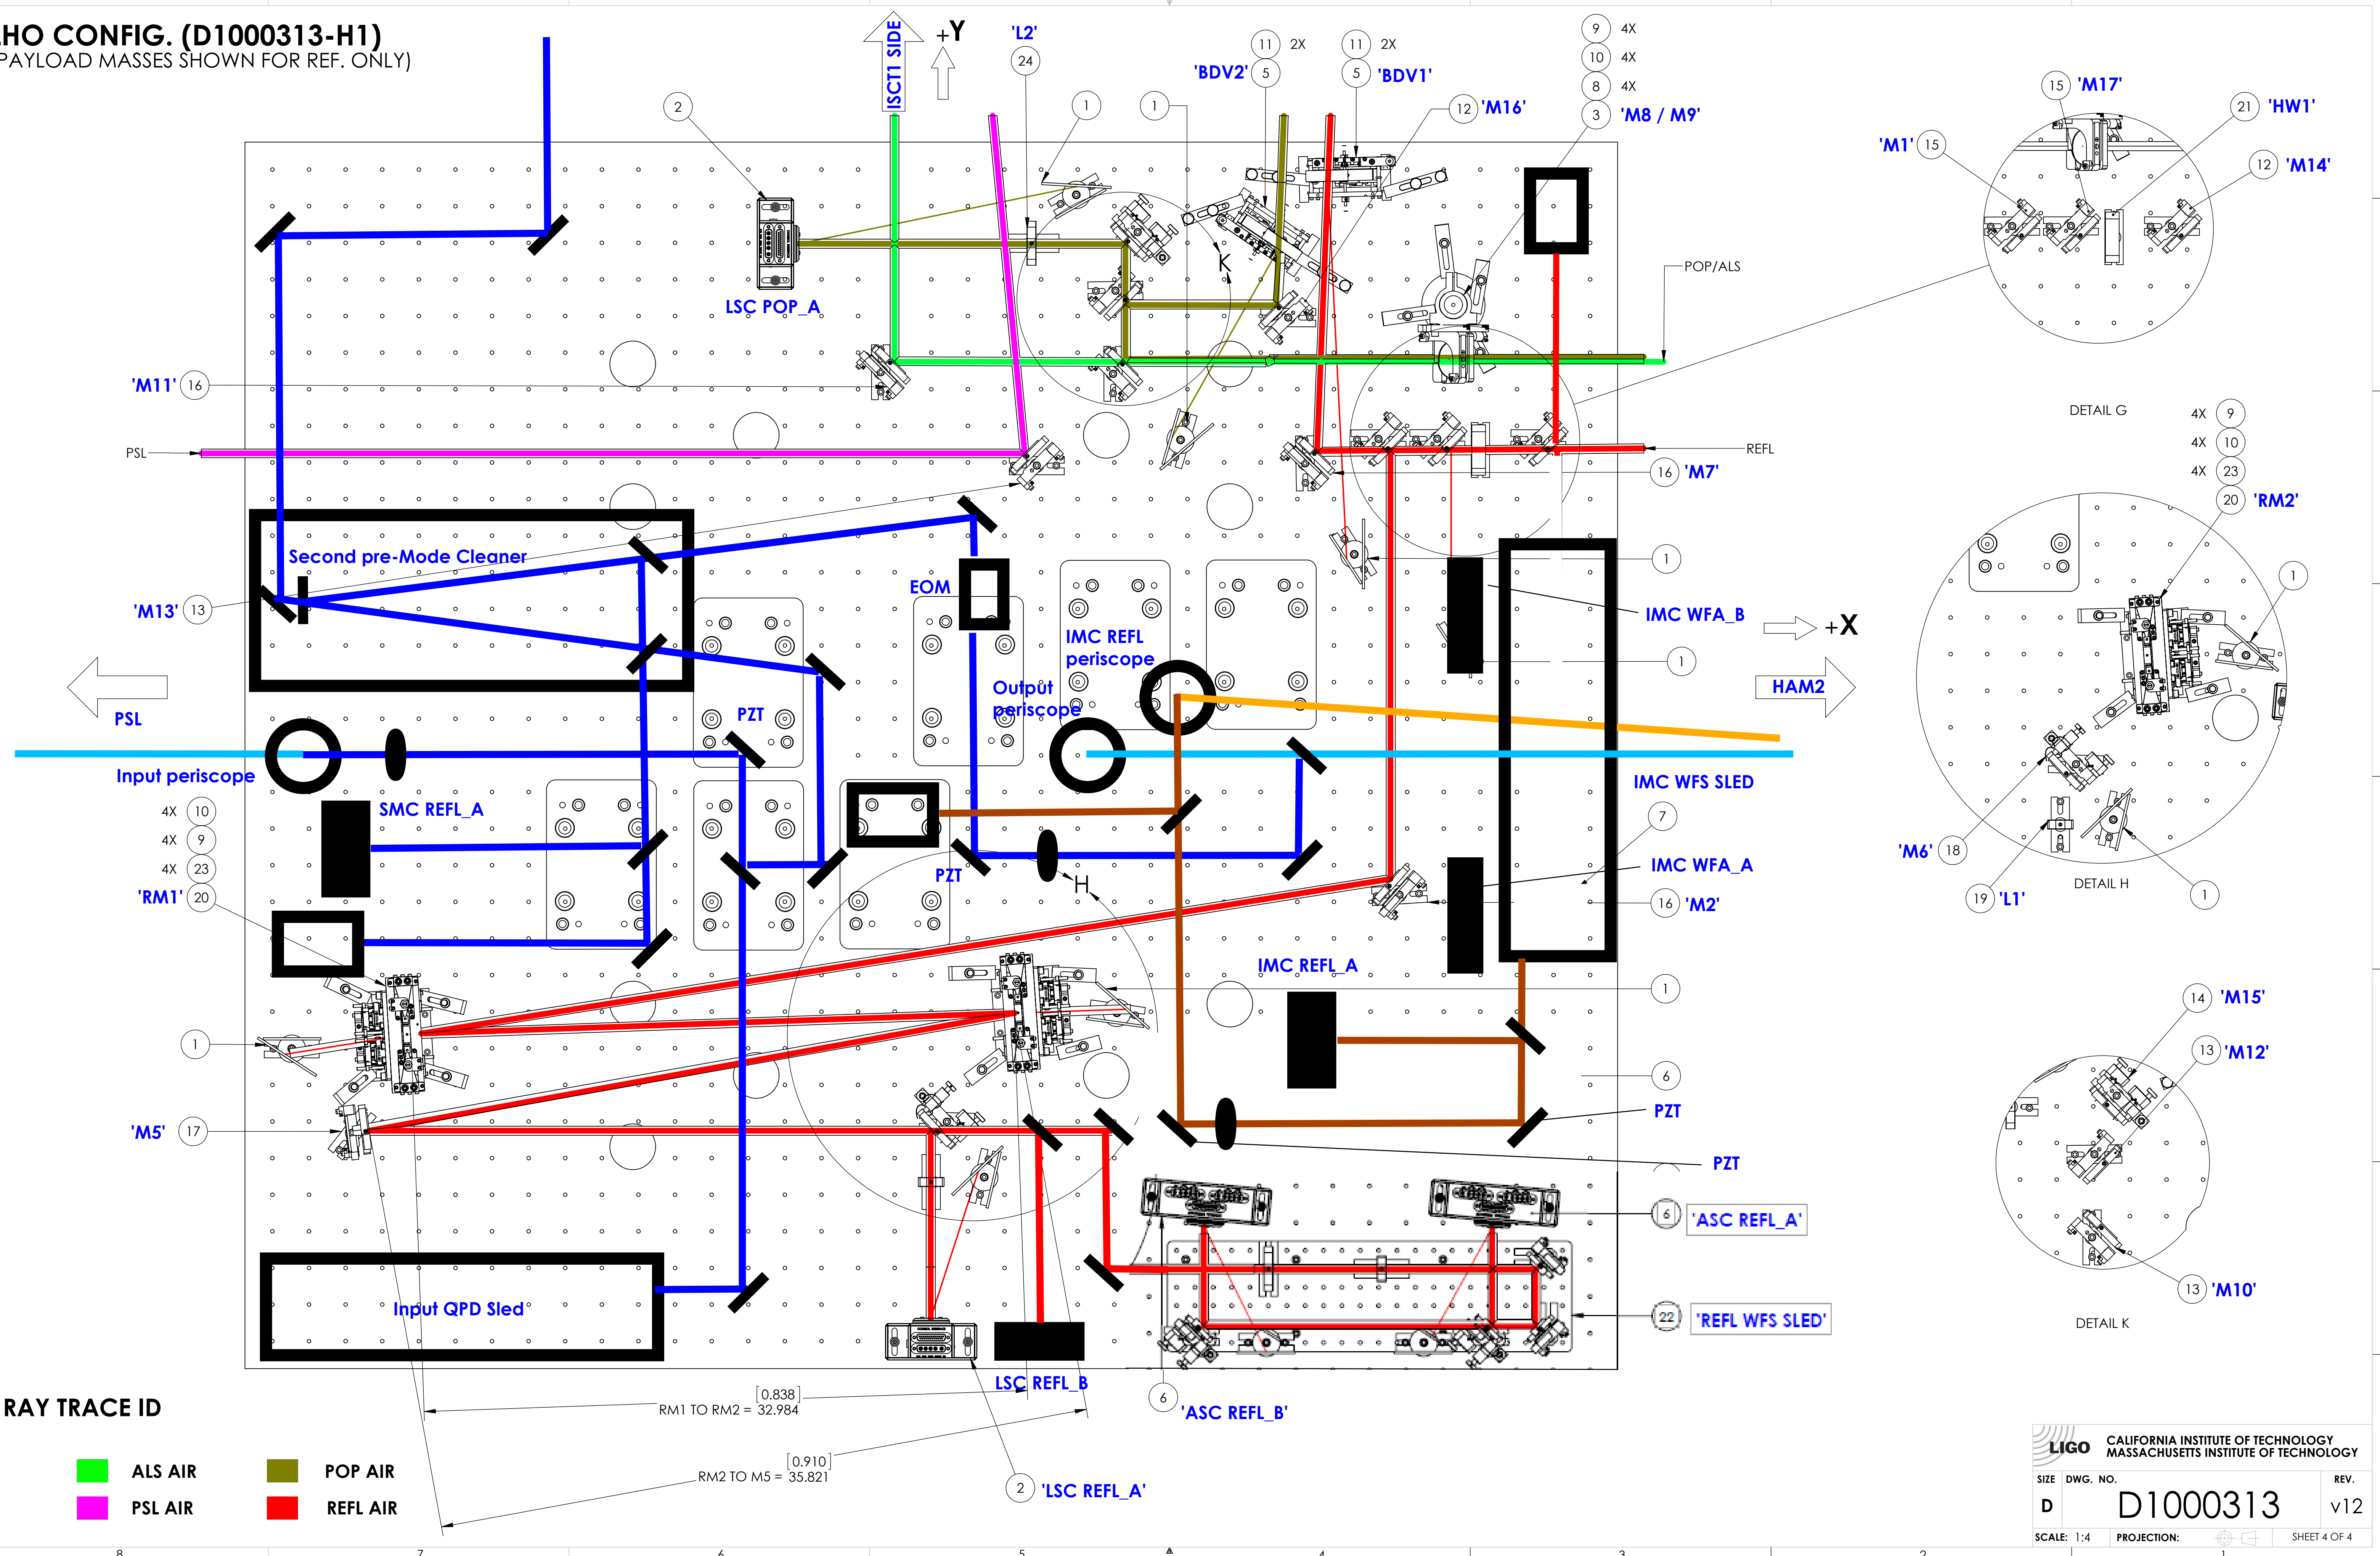 LHO CONFIG. (D1000313-H1)
PAYLOAD MASSES SHOWN FOR REF. ONLY)
ISCT1 SIDE
+Y
'L2'
24
2
1
1
11 2X
'BDV2' 5
11 2X
5 'BDV1'
12 'M16'
9 4X
10 4X
8 4X
3 'M8 / M9'
LSC POP_A
K
POP/ALS
'M11' 16
PSL
REFL
16 'M7'
15 'M17'
21 'HW1'
'M1' 15
12 'M14'
DETAIL G
4X 9
4X 10
4X 23
20 'RM2'
1
'M6' 18
19 'L1'
1
DETAIL H
Second pre-Mode Cleaner
'M13' 13
EOM
IMC REFL
periscope
Output
periscope
1
IMC WFA_B
1
+X
HAM2
PSL
PZT
Input periscope
IMC WFS SLED
SMC REFL_A
4X 10
4X 9
4X 23
'RM1' 20
7
IMC WFA_A
16 'M2'
PZT
H
IMC REFL_A
1
1
6
PZT
PZT
'M5' 17
14 'M15'
13 'M12'
13 'M10'
DETAIL K
6 'ASC REFL_A'
22 'REFL WFS SLED'
Input QPD Sled
LSC REFL_B
6 'ASC REFL_B'
2 'LSC REFL_A'
[0.838]
RM1 TO RM2 = 32.984
[0.910]
RM2 TO M5 = 35.821
RAY TRACE ID
ALS AIR
POP AIR
PSL AIR
REFL AIR
LIGO
CALIFORNIA INSTITUTE OF TECHNOLOGY
MASSACHUSETTS INSTITUTE OF TECHNOLOGY
SIZE DWG. NO. REV.
D D1000313 v12
SCALE: 1:4 PROJECTION: SHEET 4 OF 4
8 7 6 5 4 3 2 1